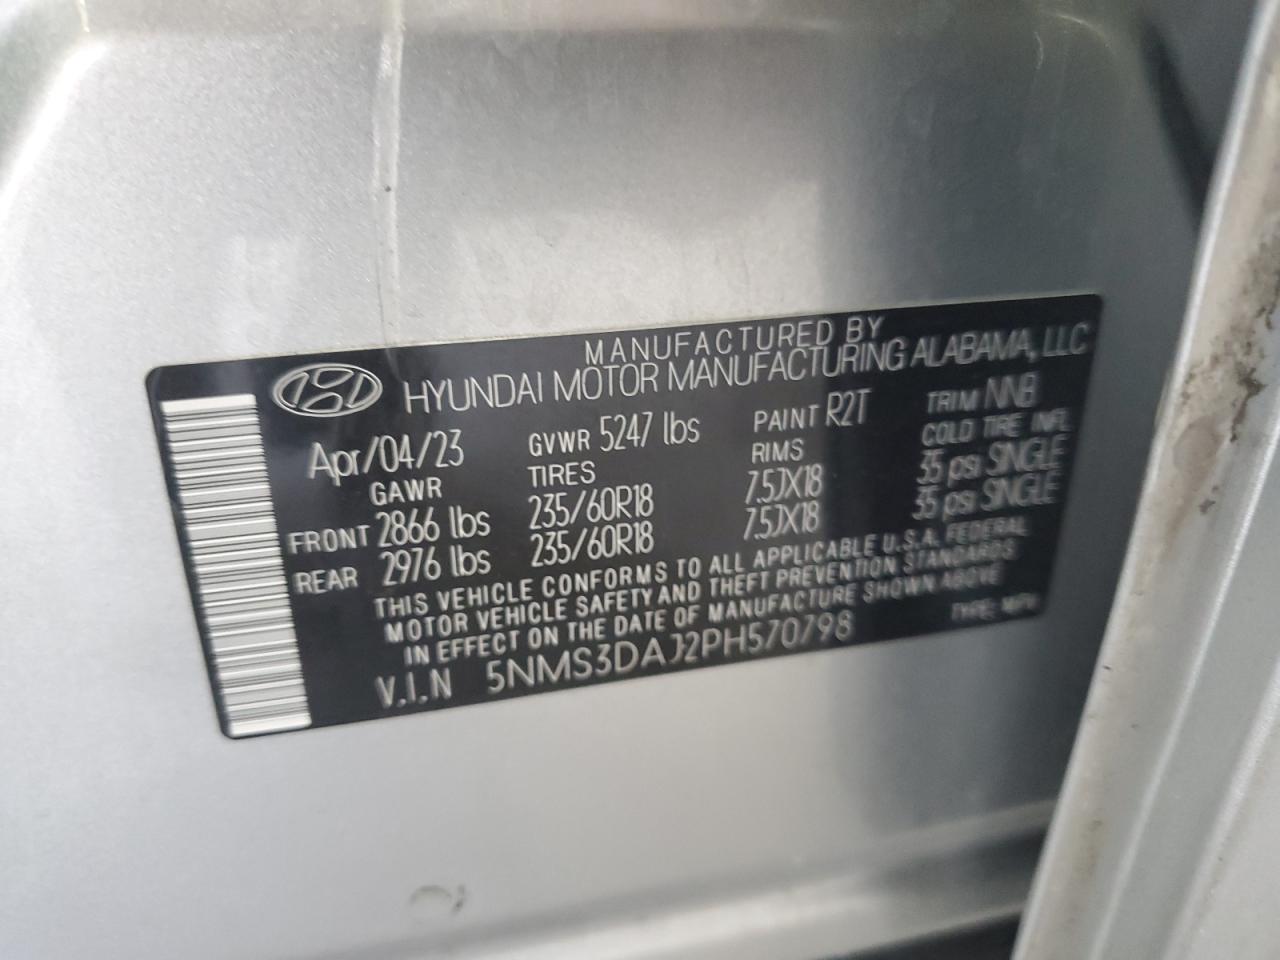 MANUFACTURED BY
HYUNDAI MOTOR MANUFACTURING ALABAMA, LLC
Apr/04/23 GVWR 5247 lbs PAINT R2T TRIM NNB
GAWR TIRES RIMS COLD TIRE INFL
FRONT 2866 lbs 235/60R18 7.5JX18 35 psi SINGLE
REAR 2976 lbs 235/60R18 7.5JX18 35 psi SINGLE
THIS VEHICLE CONFORMS TO ALL APPLICABLE U.S.A. FEDERAL
MOTOR VEHICLE SAFETY AND THEFT PREVENTION STANDARDS
IN EFFECT ON THE DATE OF MANUFACTURE SHOWN ABOVE
V.I.N 5NMS3DAJ2PH570798 TYPE: MPV